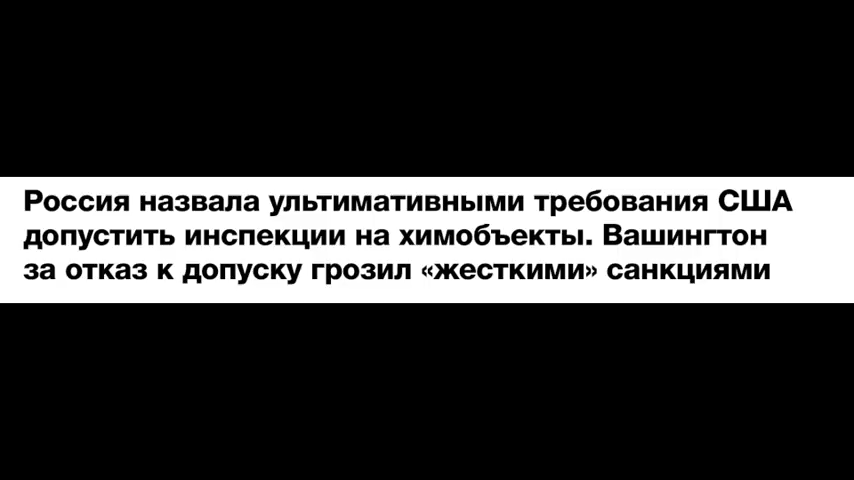 Россия назвала ультимативными требования США
допустить инспекции на химобъекты. Вашингтон
за отказ к допуску грозил «жесткими» санкциями